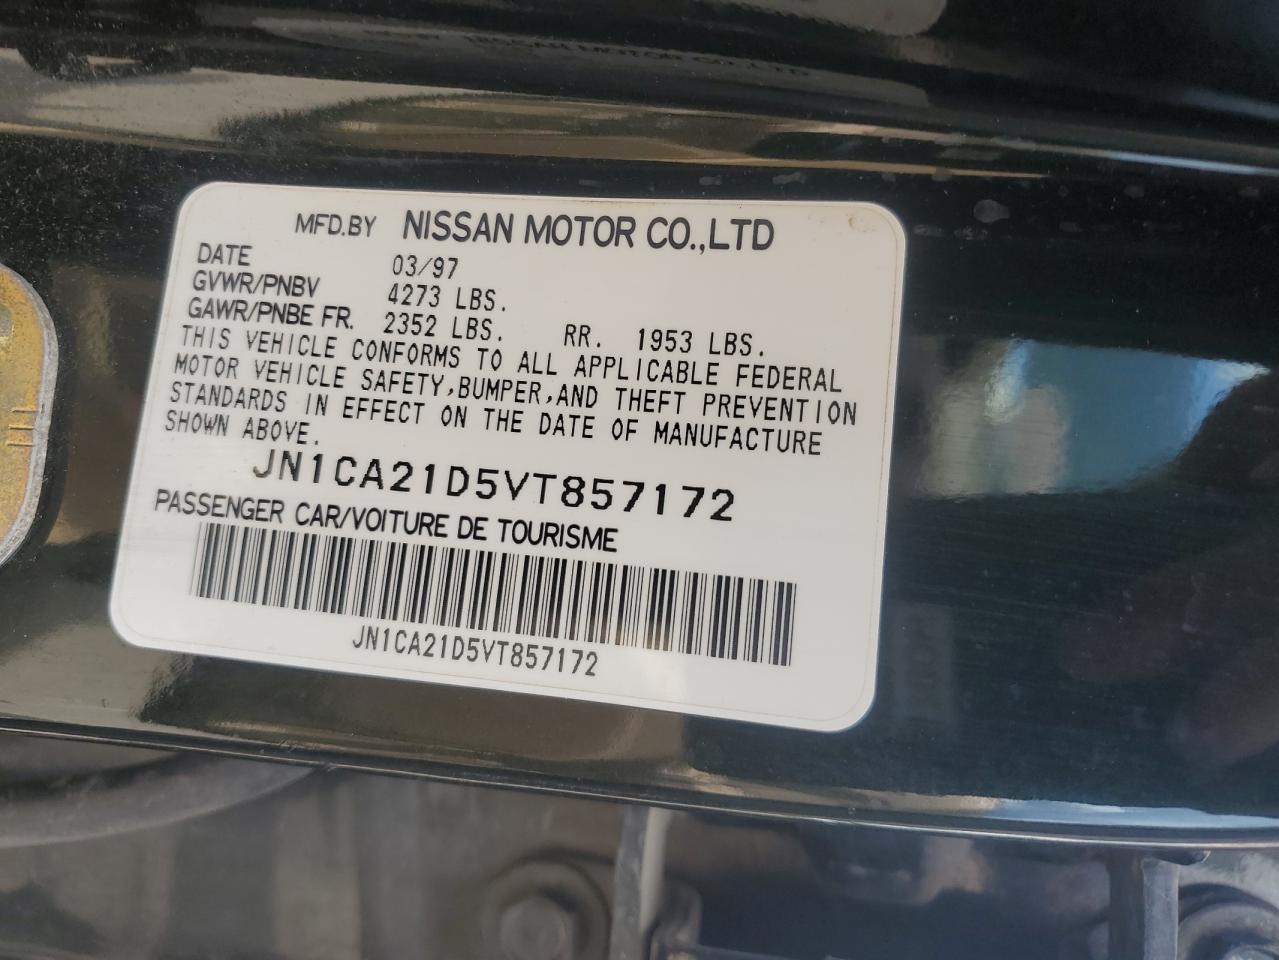 MFD.BY NISSAN MOTOR CO.,LTD
DATE 03/97
GVWR/PNBV 4273 LBS.
GAWR/PNBE FR. 2352 LBS. RR. 1953 LBS.
THIS VEHICLE CONFORMS TO ALL APPLICABLE FEDERAL
MOTOR VEHICLE SAFETY,BUMPER,AND THEFT PREVENTION
STANDARDS IN EFFECT ON THE DATE OF MANUFACTURE
SHOWN ABOVE.
JN1CA21D5VT857172
PASSENGER CAR/VOITURE DE TOURISME
JN1CA21D5VT857172